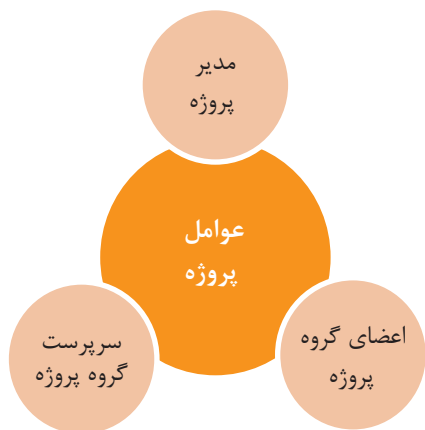 مدیر
پروژه
عوامل
پروژه
اعضای گروه
پروژه
سرپرست
گروه پروژه